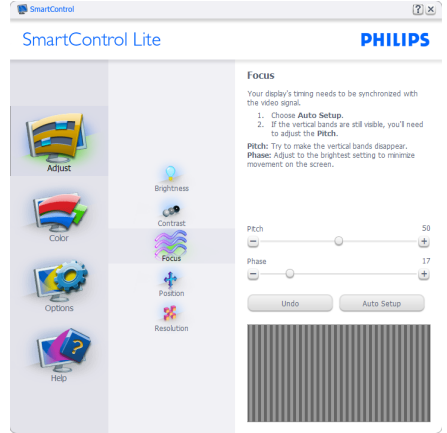 SmartControl
SmartControl Lite
PHILIPS
Adjust
Color
Options
Help
Brightness
Contrast
Focus
Position
Resolution
Focus
Your display's timing needs to be synchronized with
the video signal.
1. Choose Auto Setup.
2. If the vertical bands are still visible, you'll need
to adjust the Pitch.
Pitch: Try to make the vertical bands disappear.
Phase: Adjust to the brightest setting to minimize
movement on the screen.
Pitch 50
Phase 17
Undo Auto Setup